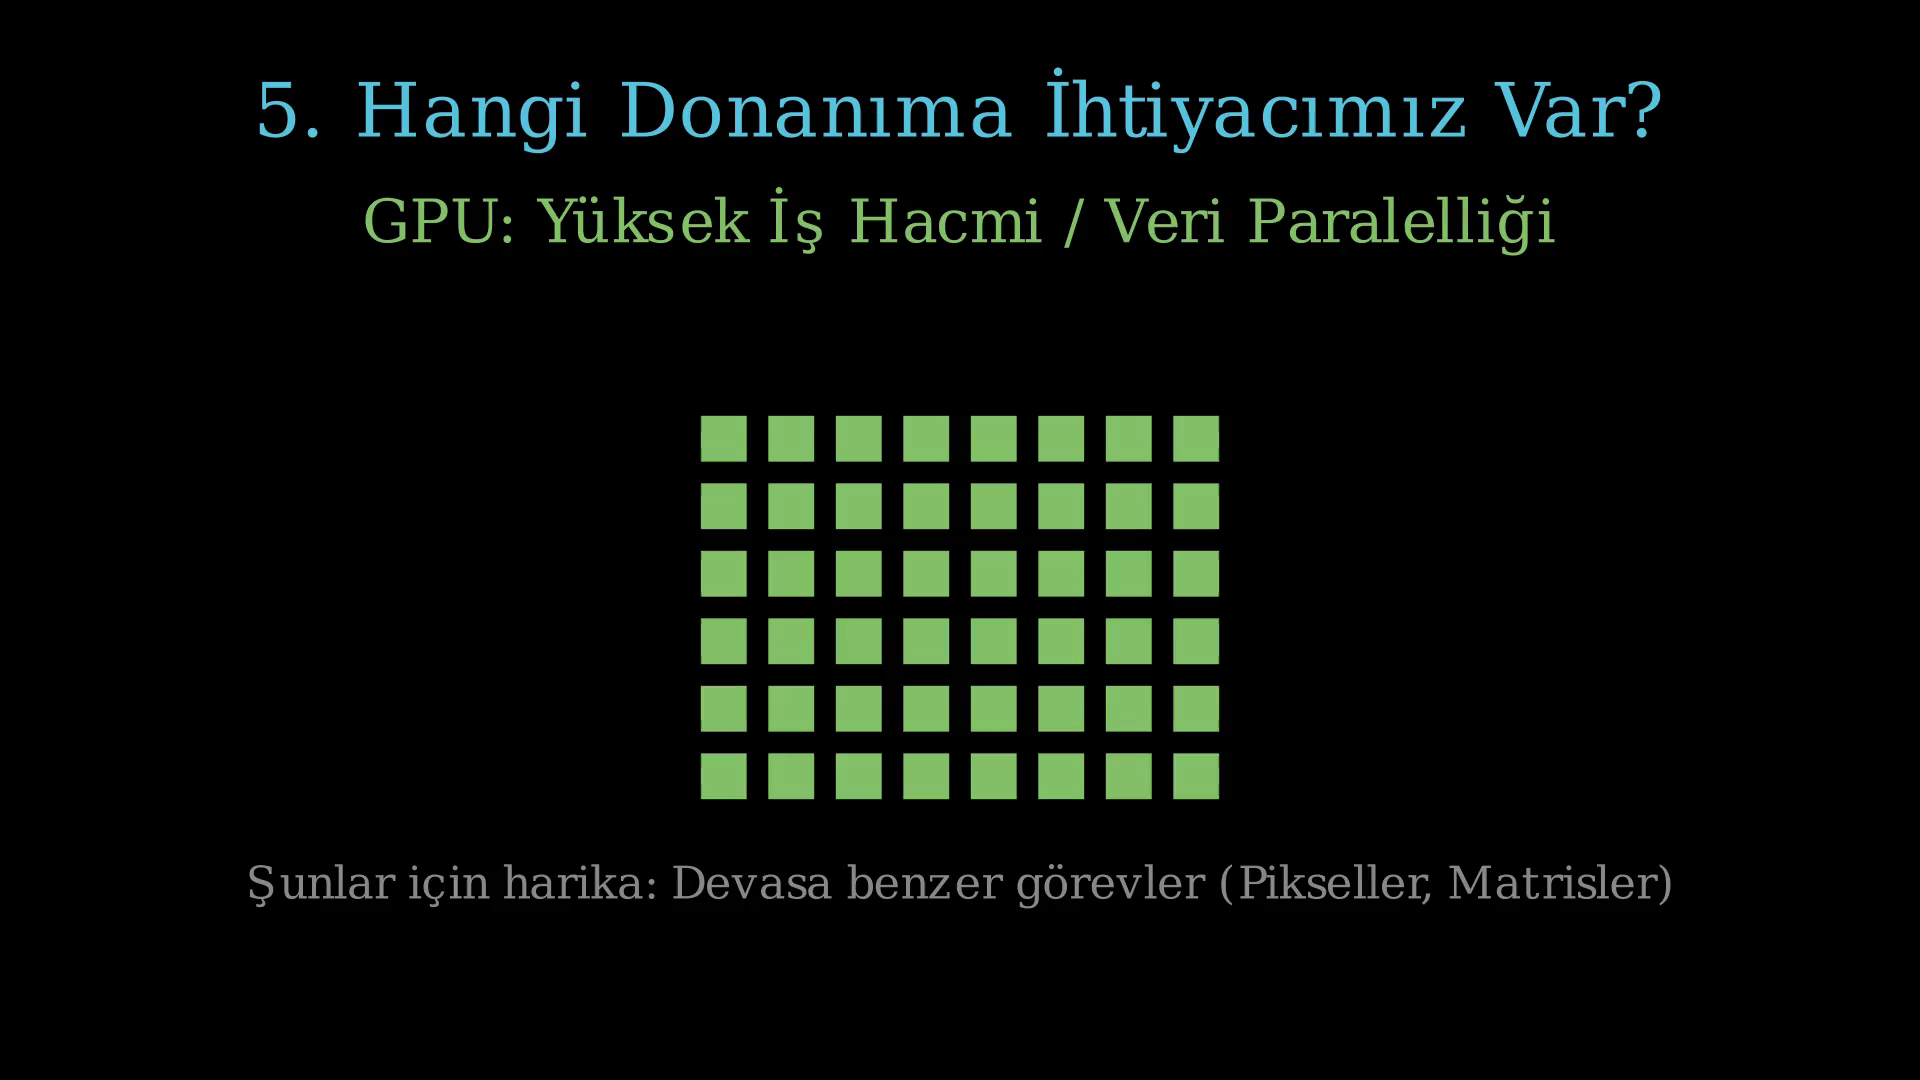 5. Hangi Donanıma İhtiyacımız Var?
GPU: Yüksek İş Hacmi / Veri Paralelliği
Şunlar için harika: Devasa benzer görevler (Pikseller, Matrisler)